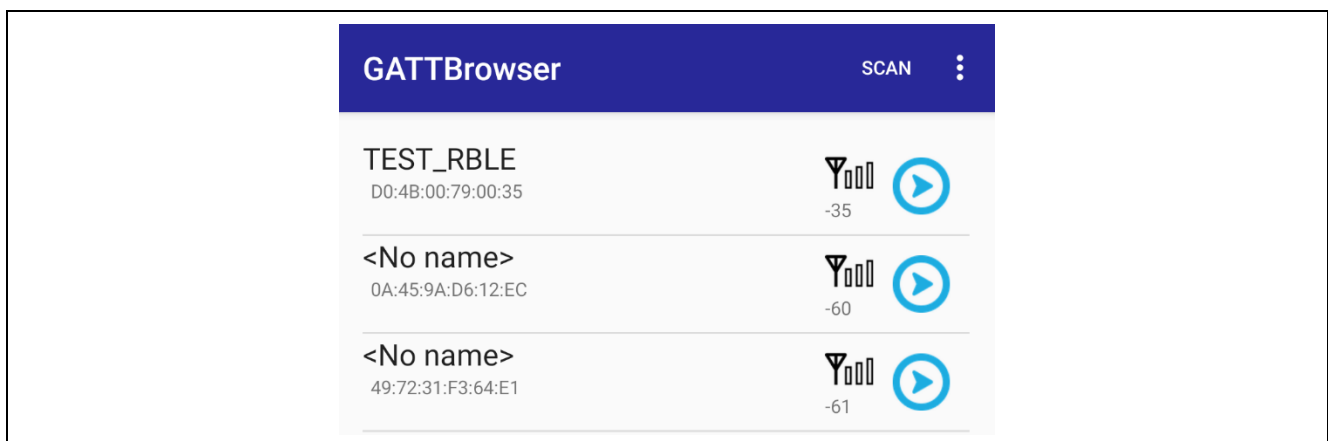 GATTBrowser SCAN
TEST_RBLE
D0:4B:00:79:00:35
-35
<No name>
0A:45:9A:D6:12:EC
-60
<No name>
49:72:31:F3:64:E1
-61